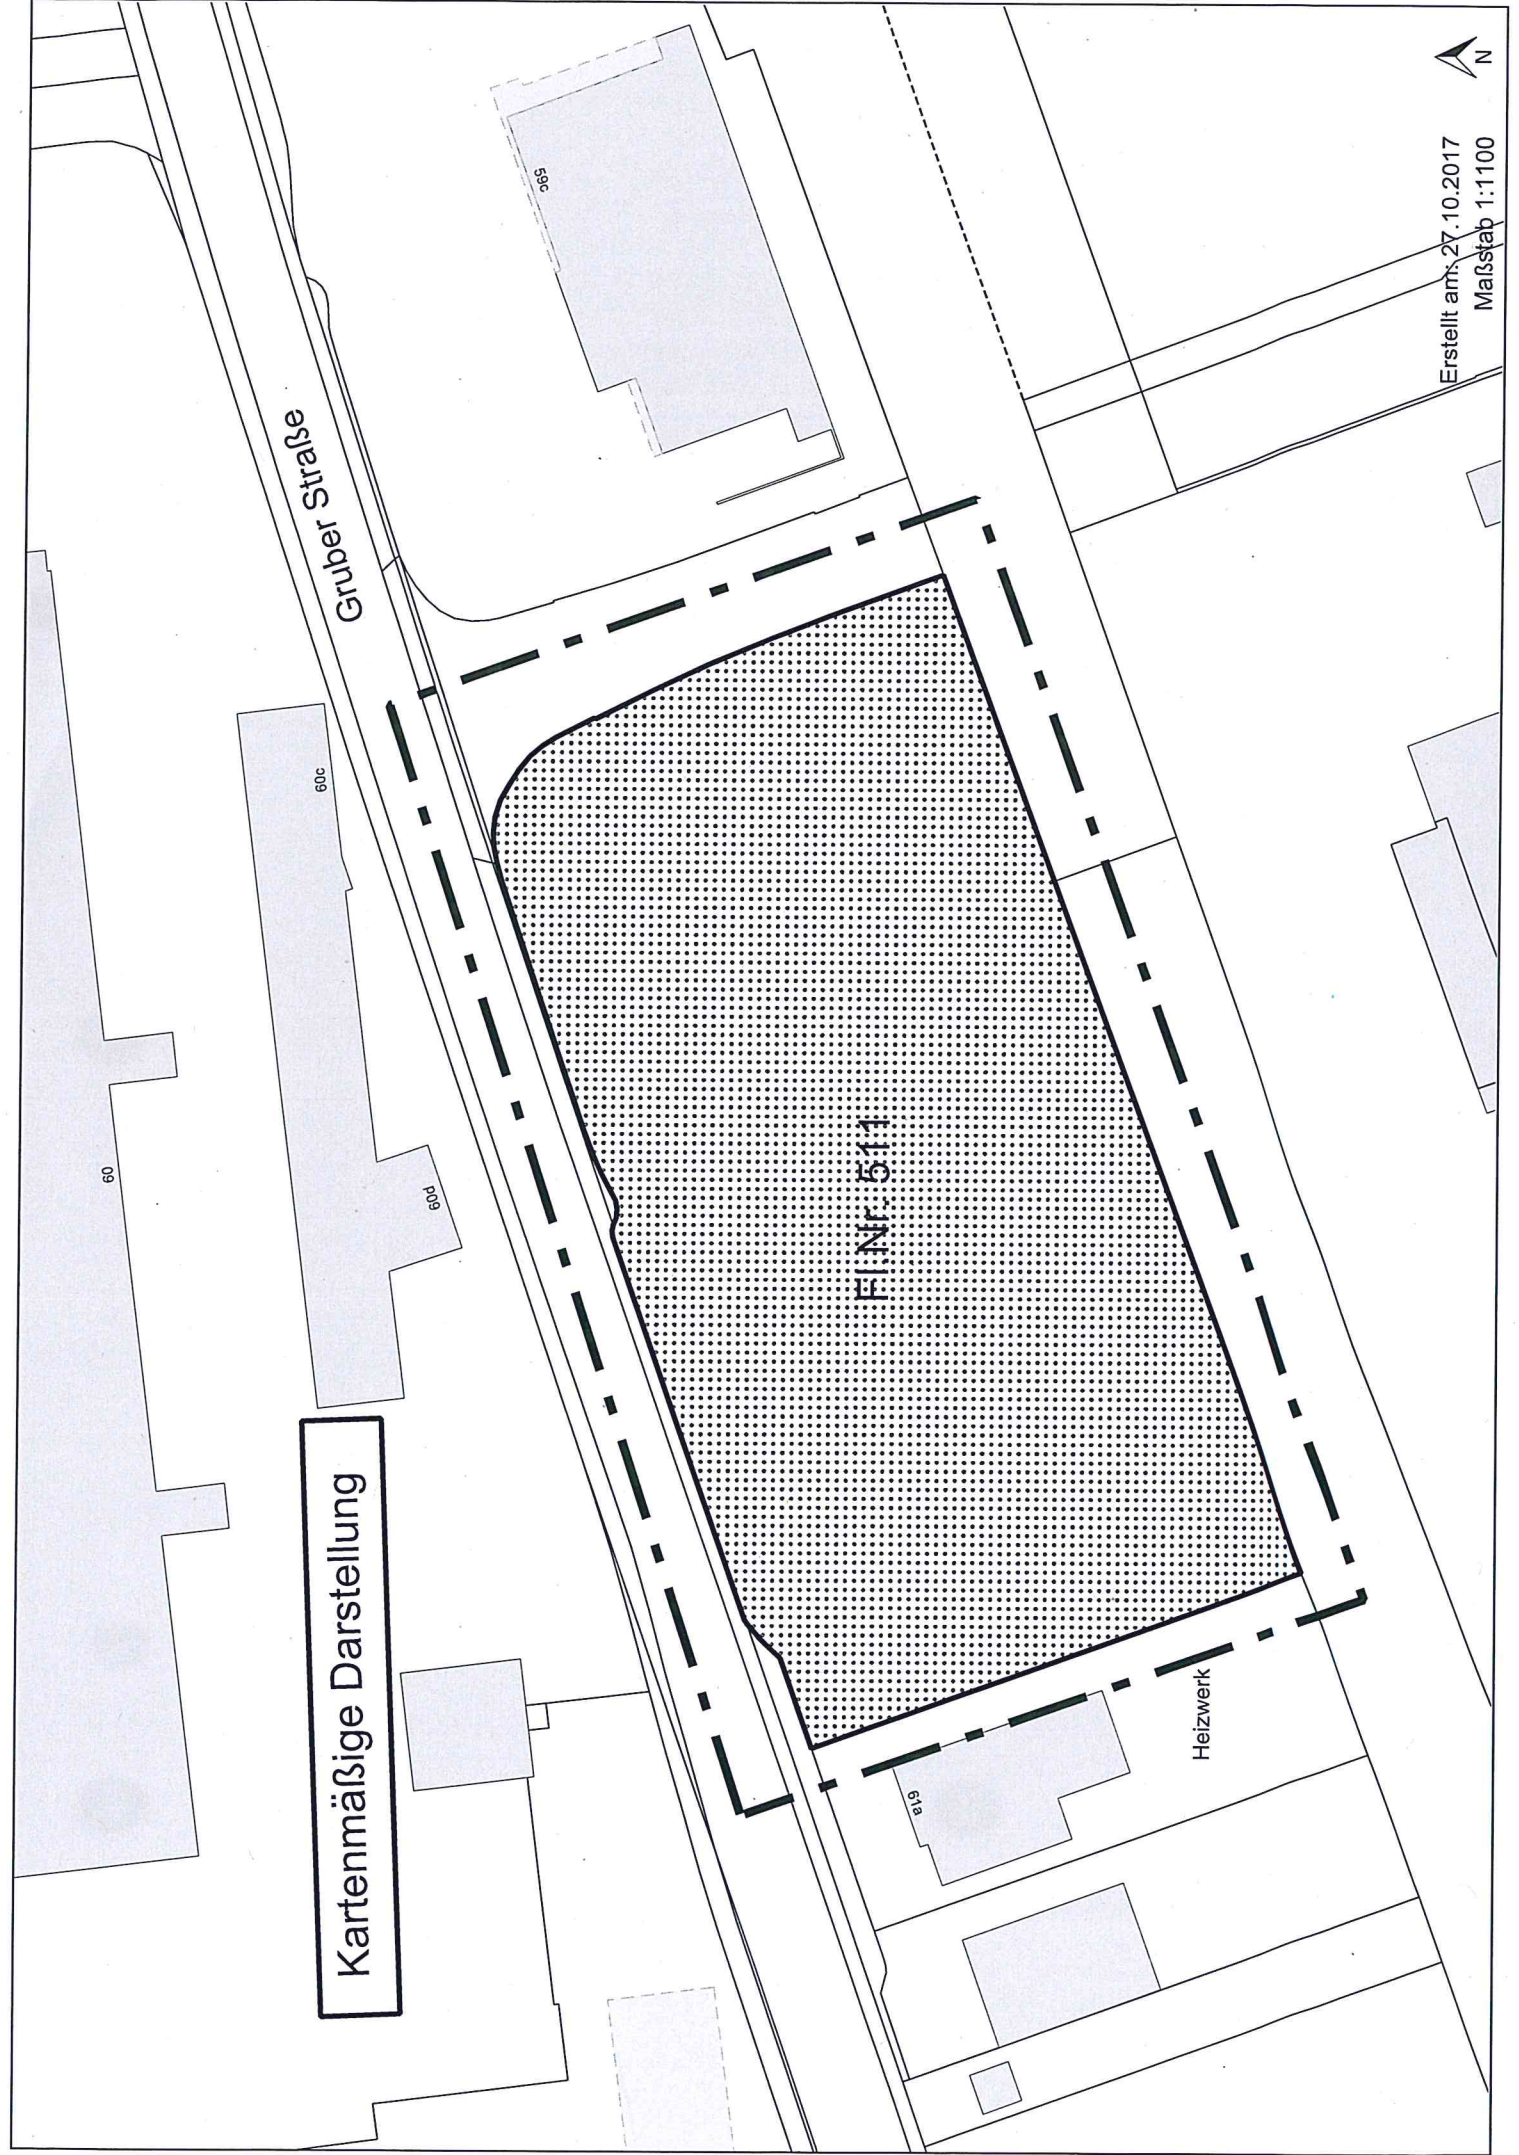 Kartenmäßige Darstellung
60
60c
60d
Gruber Straße
59c
Fl.Nr. 511
61a
Heizwerk
N
Erstellt am: 27.10.2017
Maßstab 1:1100